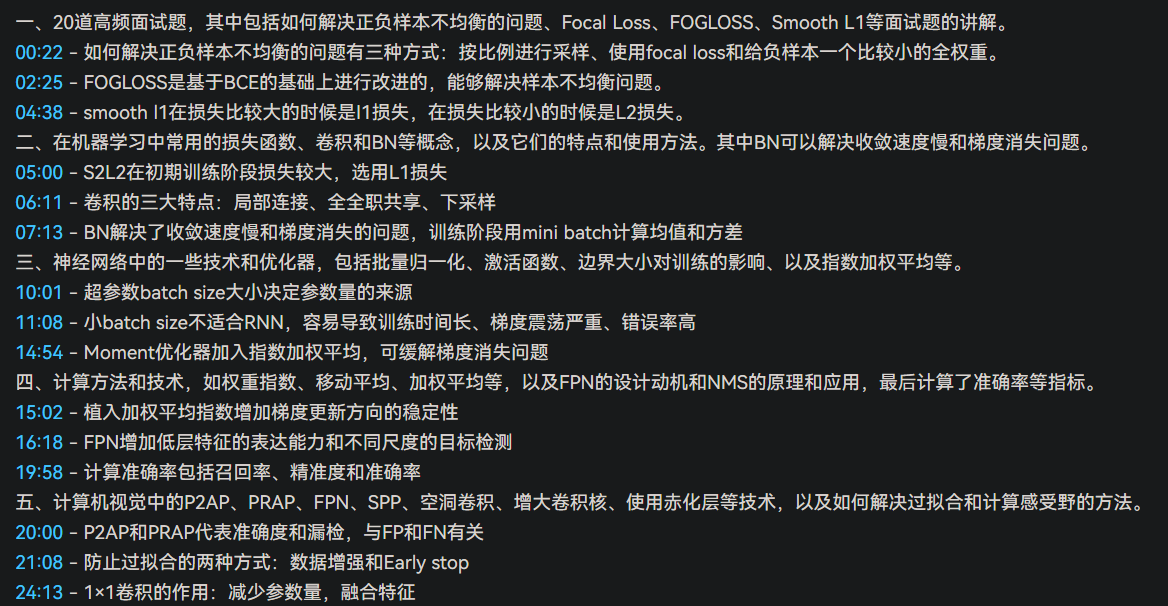 一、20道高频面试题，其中包括如何解决正负样本不均衡的问题、Focal Loss、FOGLOSS、Smooth L1等面试题的讲解。
00:22 - 如何解决正负样本不均衡的问题有三种方式：按比例进行采样、使用focal loss和给负样本一个比较小的全权重。
02:25 - FOGLOSS是基于BCE的基础上进行改进的，能够解决样本不均衡问题。
04:38 - smooth l1在损失比较大的时候是l1损失，在损失比较小的时候是L2损失。
二、在机器学习中常用的损失函数、卷积和BN等概念，以及它们的特点和使用方法。其中BN可以解决收敛速度慢和梯度消失问题。
05:00 - S2L2在初期训练阶段损失较大，选用L1损失
06:11 - 卷积的三大特点：局部连接、全全职共享、下采样
07:13 - BN解决了收敛速度慢和梯度消失的问题，训练阶段用mini batch计算均值和方差
三、神经网络中的一些技术和优化器，包括批量归一化、激活函数、边界大小对训练的影响、以及指数加权平均等。
10:01 - 超参数batch size大小决定参数量的来源
11:08 - 小batch size不适合RNN，容易导致训练时间长、梯度震荡严重、错误率高
14:54 - Moment优化器加入指数加权平均，可缓解梯度消失问题
四、计算方法和技术，如权重指数、移动平均、加权平均等，以及FPN的设计动机和NMS的原理和应用，最后计算了准确率等指标。
15:02 - 植入加权平均指数增加梯度更新方向的稳定性
16:18 - FPN增加低层特征的表达能力和不同尺度的目标检测
19:58 - 计算准确率包括召回率、精准度和准确率
五、计算机视觉中的P2AP、PRAP、FPN、SPP、空洞卷积、增大卷积核、使用赤化层等技术，以及如何解决过拟合和计算感受野的方法。
20:00 - P2AP和PRAP代表准确度和漏检，与FP和FN有关
21:08 - 防止过拟合的两种方式：数据增强和Early stop
24:13 - 1×1卷积的作用：减少参数量，融合特征